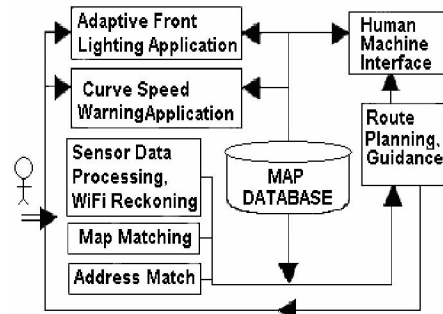 Adaptive Front
Lighting Application
Human
Machine
Interface
Curve Speed
WarningApplication
Route
Planning,
Guidance
Sensor Data
Processing,
WiFi Reckoning
MAP
DATABASE
Map Matching
Address Match